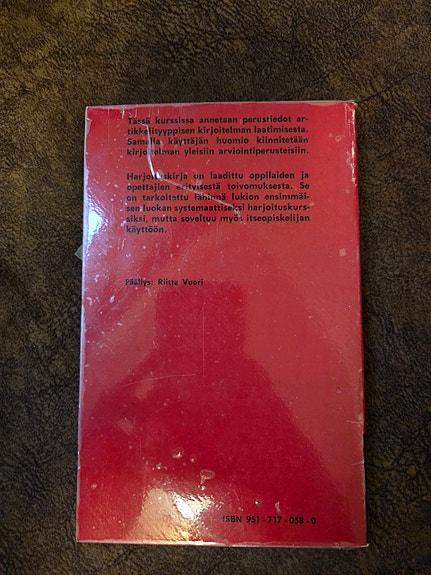 Tässä kurssissa annetaan perustiedot ar-
tikkelityyppisen kirjoitelman laatimisesta.
Samalla käyttäjän huomio kiinnitetään
kirjoitelman yleisiin arviointiperusteisiin.
Harjoituskirja on laadittu oppilaiden ja
opettajien erityisestä toivomuksesta. Se
on tarkoitettu lähinnä lukion ensimmäi-
sen luokan systemaattiseksi harjoituskurs-
siksi, mutta soveltuu myös itseopiskelijan
käyttöön.
Päällys: Riitta Vuori
ISBN 951-717-058-0